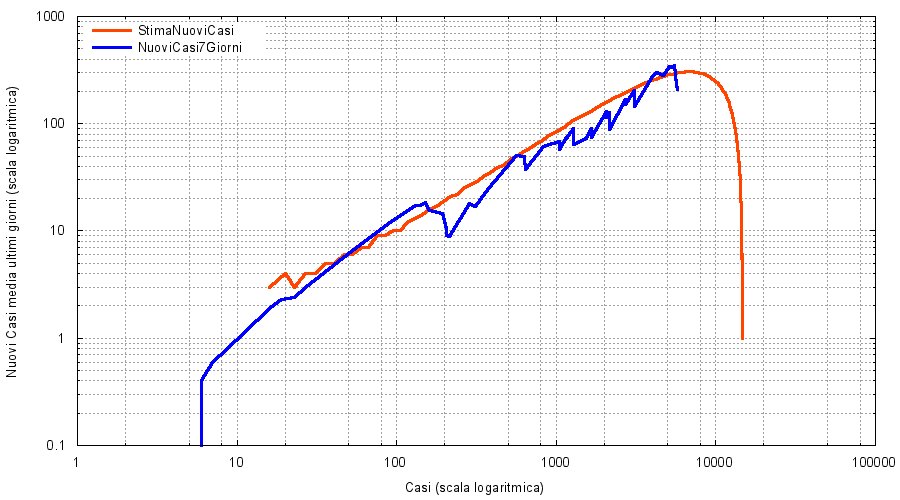 1000
StimaNuoviCasi
NuoviCasi7Giorni
100
10
1
0.1
Nuovi Casi media ultimi giorni (scala logaritmica)
1 10 100 1000 10000 100000
Casi (scala logaritmica)